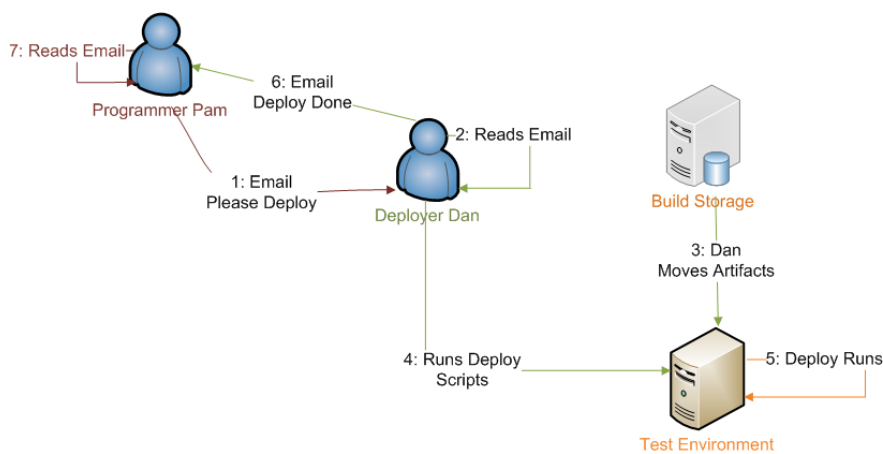 7: Reads Email
Programmer Pam
6: Email
Deploy Done
2: Reads Email
1: Email
Please Deploy
Deployer Dan
Build Storage
3: Dan
Moves Artifacts
4: Runs Deploy
Scripts
5: Deploy Runs
Test Environment